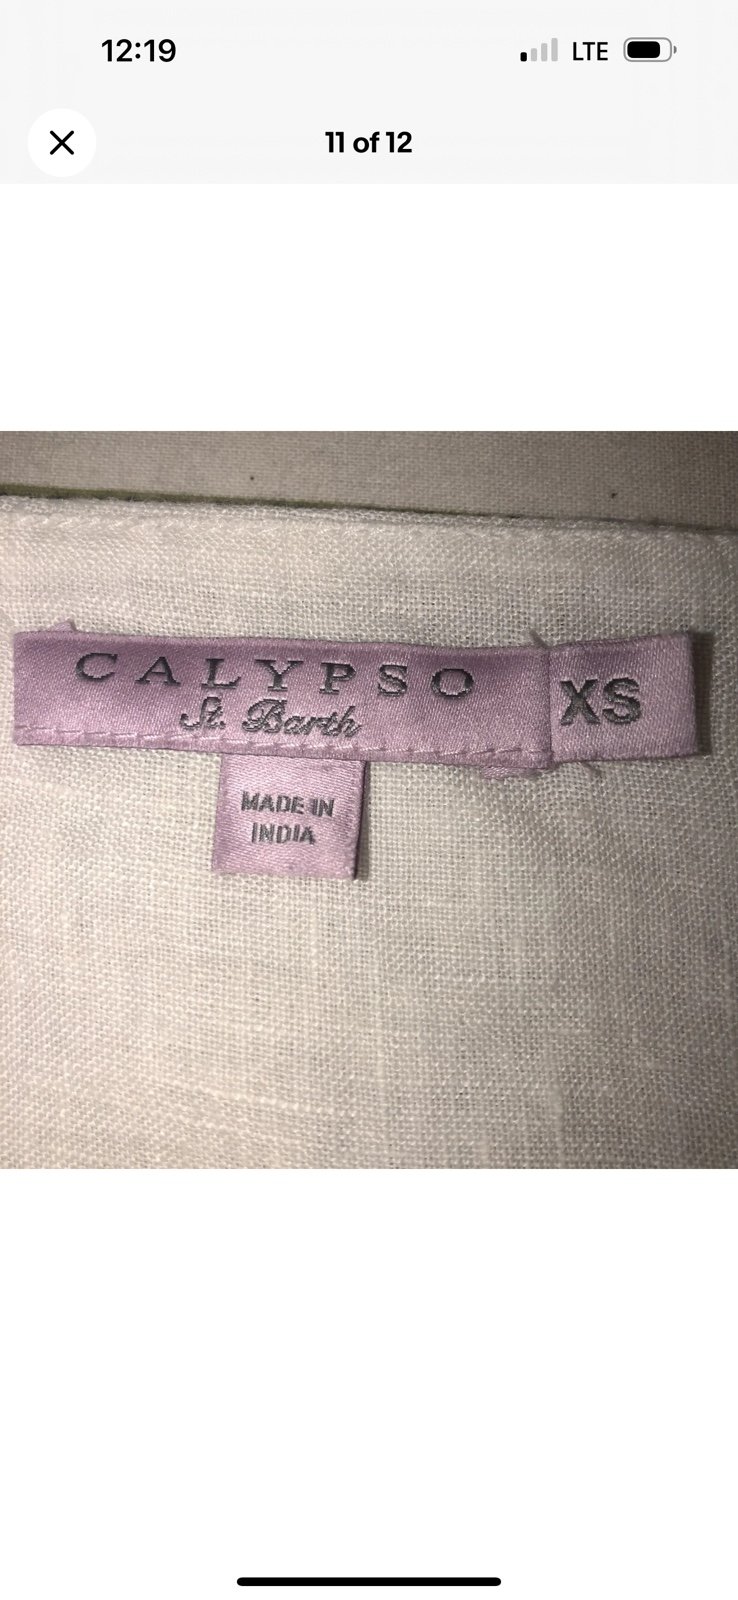 12:19 LTE
11 of 12
CALYPSO XS
St. Barth
MADE IN
INDIA